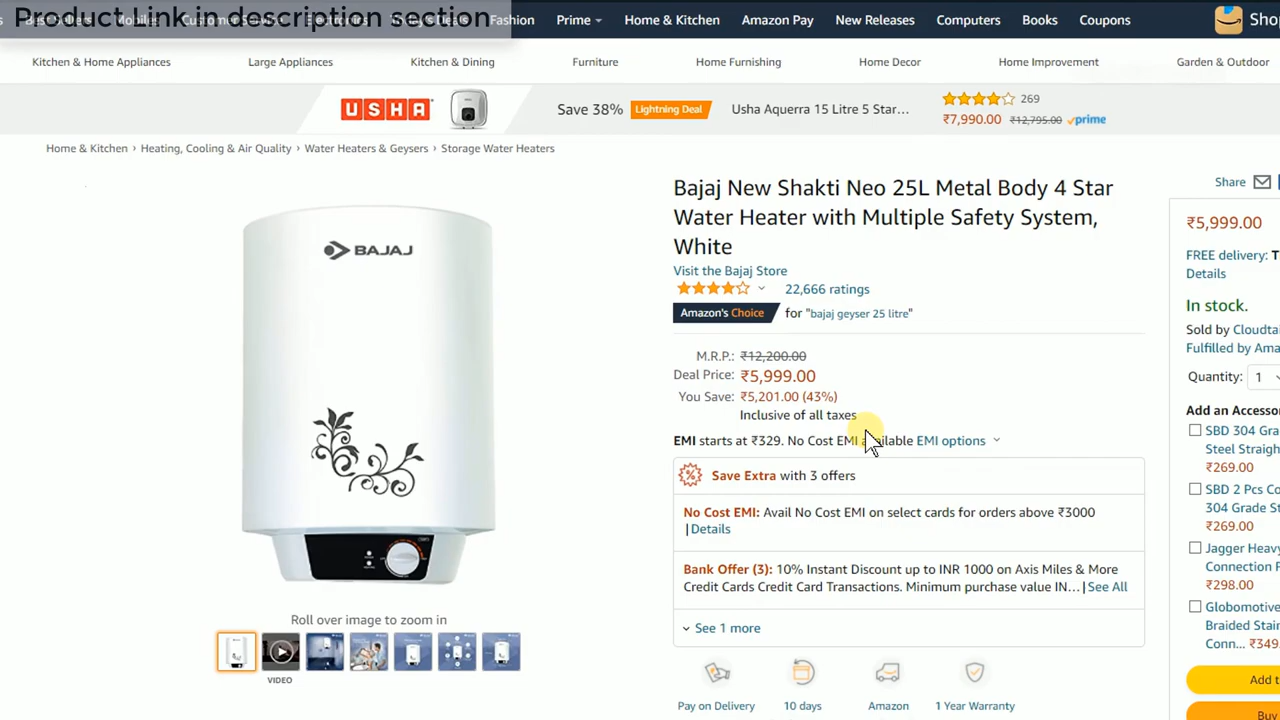 Product Link in description section
Fashion
Prime
Home & Kitchen
Amazon Pay
New Releases
Computers
Books
Coupons
Kitchen & Home Appliances
Large Appliances
Kitchen & Dining
Furniture
Home Furnishing
Home Decor
Home Improvement
Garden & Outdoor
USHA
Save 38%
Lightning Deal
Usha Aquerra 15 Litre 5 Star...
269
₹7,990.00 ₹12,795.00 prime
Home & Kitchen › Heating, Cooling & Air Quality › Water Heaters & Geysers › Storage Water Heaters
BAJAJ
Roll over image to zoom in
VIDEO
Bajaj New Shakti Neo 25L Metal Body 4 Star
Water Heater with Multiple Safety System,
White
Visit the Bajaj Store
22,666 ratings
Amazon's Choice for "bajaj geyser 25 litre"
M.R.P.: ₹12,200.00
Deal Price: ₹5,999.00
You Save: ₹5,201.00 (43%)
Inclusive of all taxes
EMI starts at ₹329. No Cost EMI available EMI options
Save Extra with 3 offers
No Cost EMI: Avail No Cost EMI on select cards for orders above ₹3000
|Details
Bank Offer (3): 10% Instant Discount up to INR 1000 on Axis Miles & More
Credit Cards Credit Card Transactions. Minimum purchase value IN... |See All
See 1 more
Pay on Delivery
10 days
Amazon
1 Year Warranty
Share
₹5,999.00
FREE delivery:
Details
In stock.
Sold by
Fulfilled by
Quantity: 1
Add an
SBD 304
Steel
₹269.00
SBD 2 Pcs
304 Grade
₹269.00
Jagger
Connection
₹298.00
Globomotive
Braided
Conn... ₹349.
Add
Buy